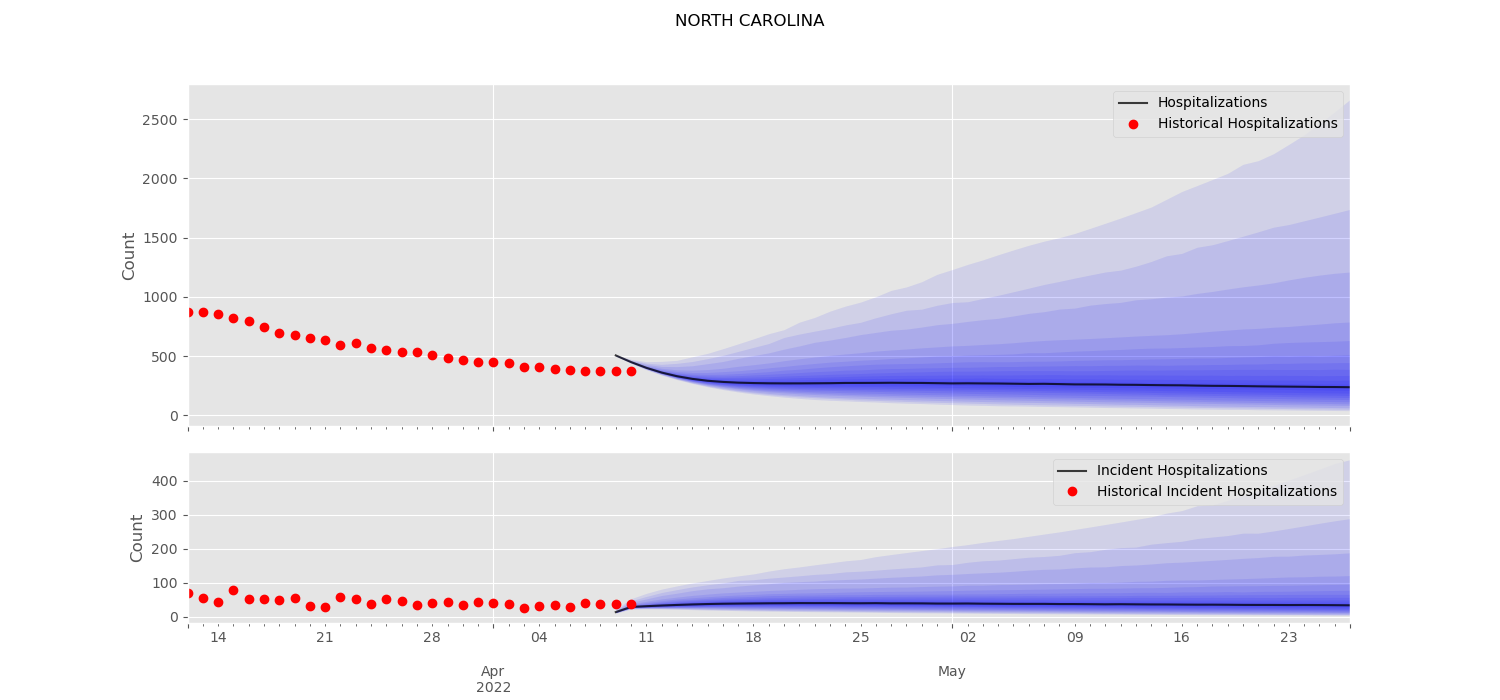 NORTH CAROLINA
Hospitalizations
Historical Hospitalizations
2500
2000
1500
1000
500
0
Count
Incident Hospitalizations
Historical Incident Hospitalizations
400
300
200
100
0
Count
14 21 28 04 11 18 25 02 09 16 23
Apr May
2022